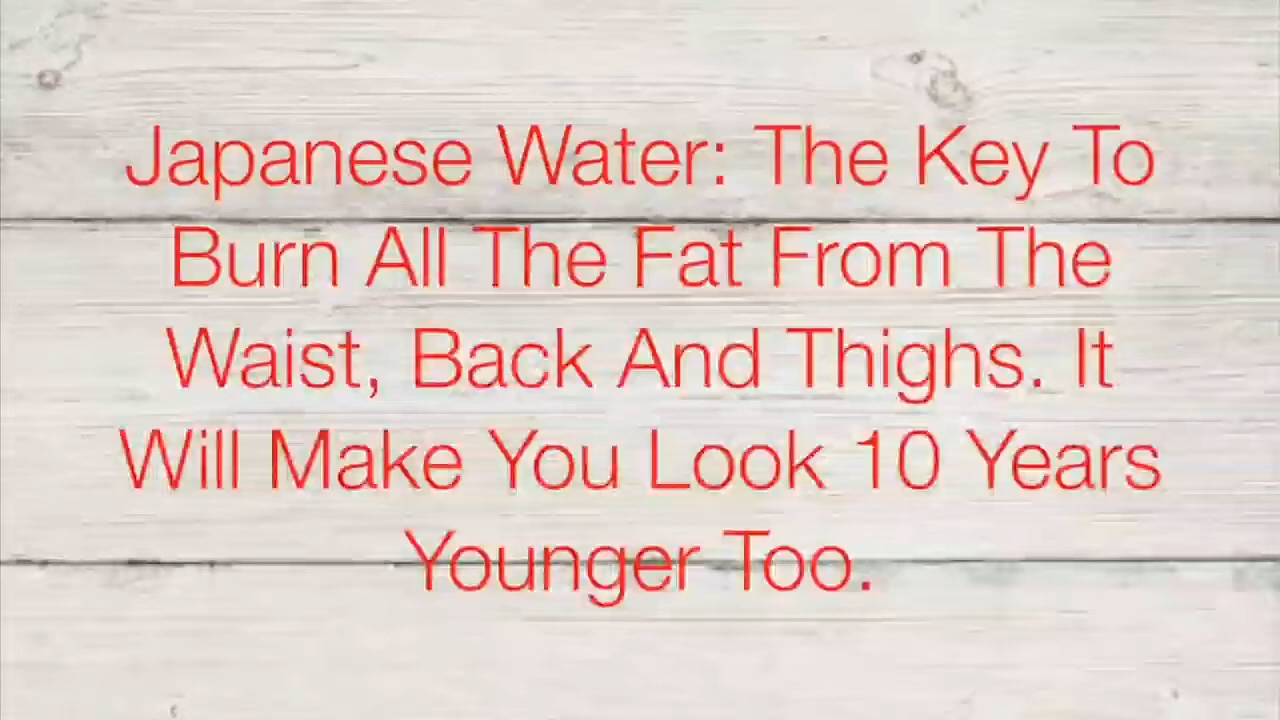 Japanese Water: The Key To
Burn All The Fat From The
Waist, Back And Thighs. It
Will Make You Look 10 Years
Younger Too.